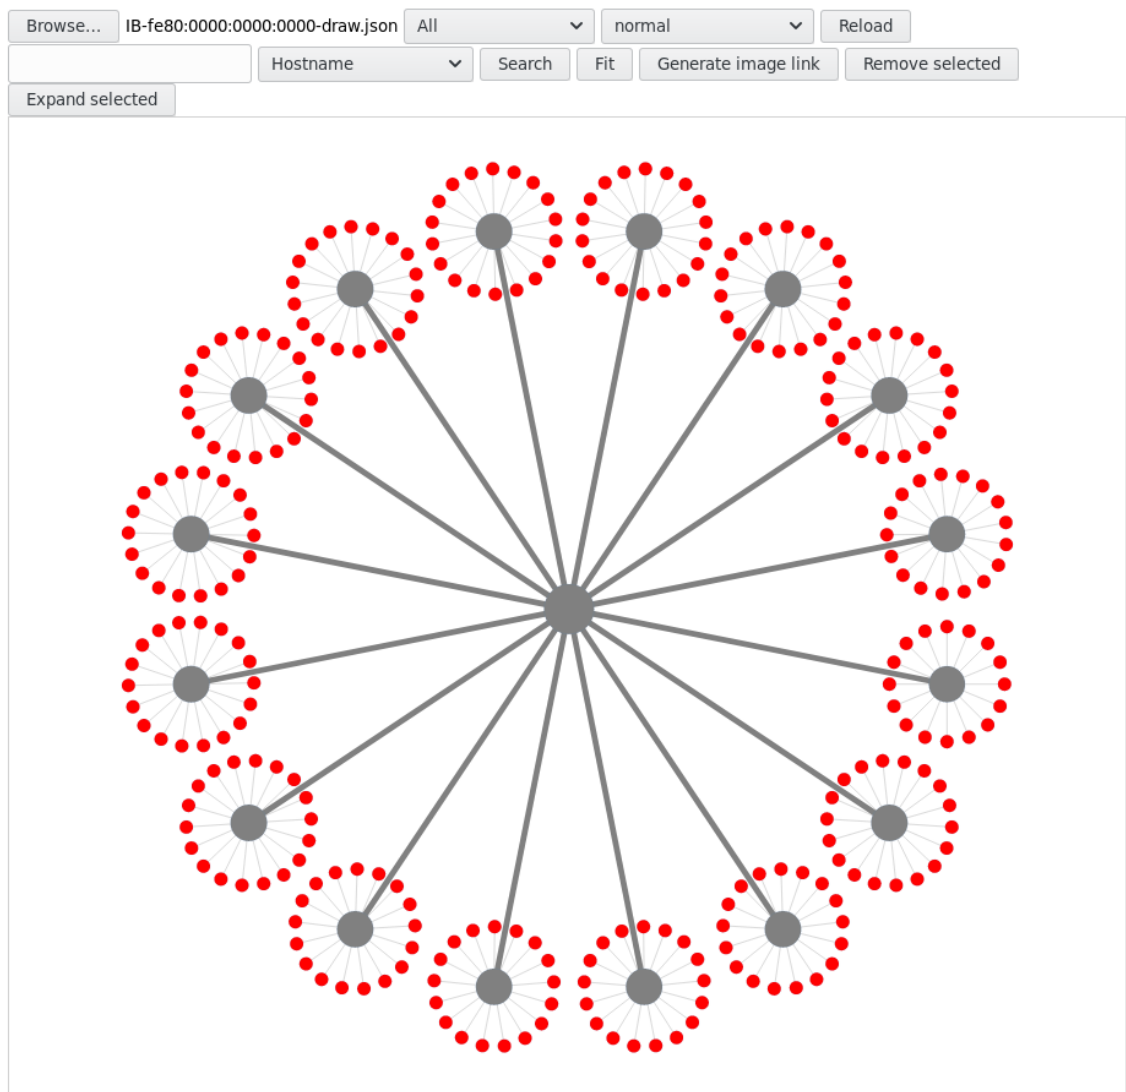 Browse... IB-fe80:0000:0000:0000-draw.json All normal Reload
Hostname Search Fit Generate image link Remove selected
Expand selected